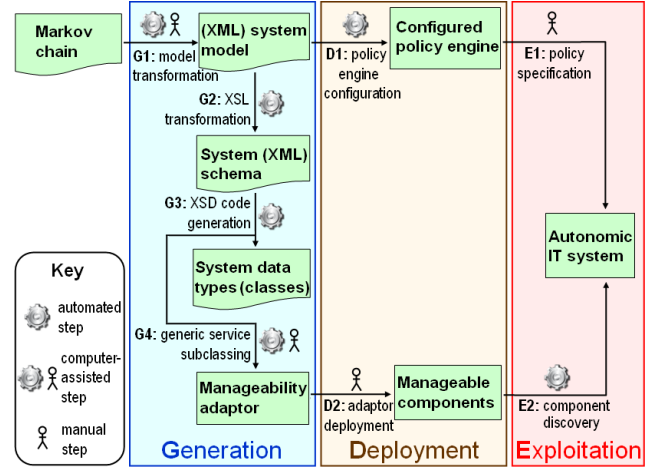 Markov
chain
(XML) system
model
Configured
policy engine
G1: model
transformation
D1: policy
engine
configuration
E1: policy
specification
G2: XSL
transformation
System (XML)
schema
G3: XSD code
generation
System data
types (classes)
Autonomic
IT system
Key
automated
step
computer-
assisted
step
manual
step
G4: generic service
subclassing
Manageability
adaptor
D2: adaptor
deployment
Manageable
components
E2: component
discovery
Generation
Deployment
Exploitation